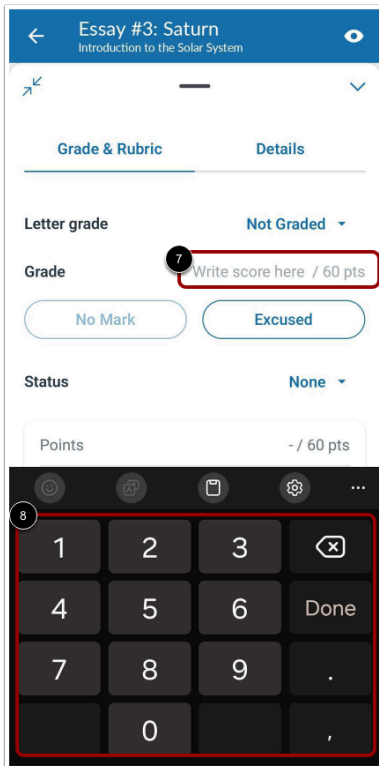 Essay #3: Saturn
Introduction to the Solar System
Grade & Rubric Details
Letter grade Not Graded
7
Grade Write score here / 60 pts
No Mark Excused
Status None
Points - / 60 pts
8
1 2 3
4 5 6 Done
7 8 9 .
0 ,